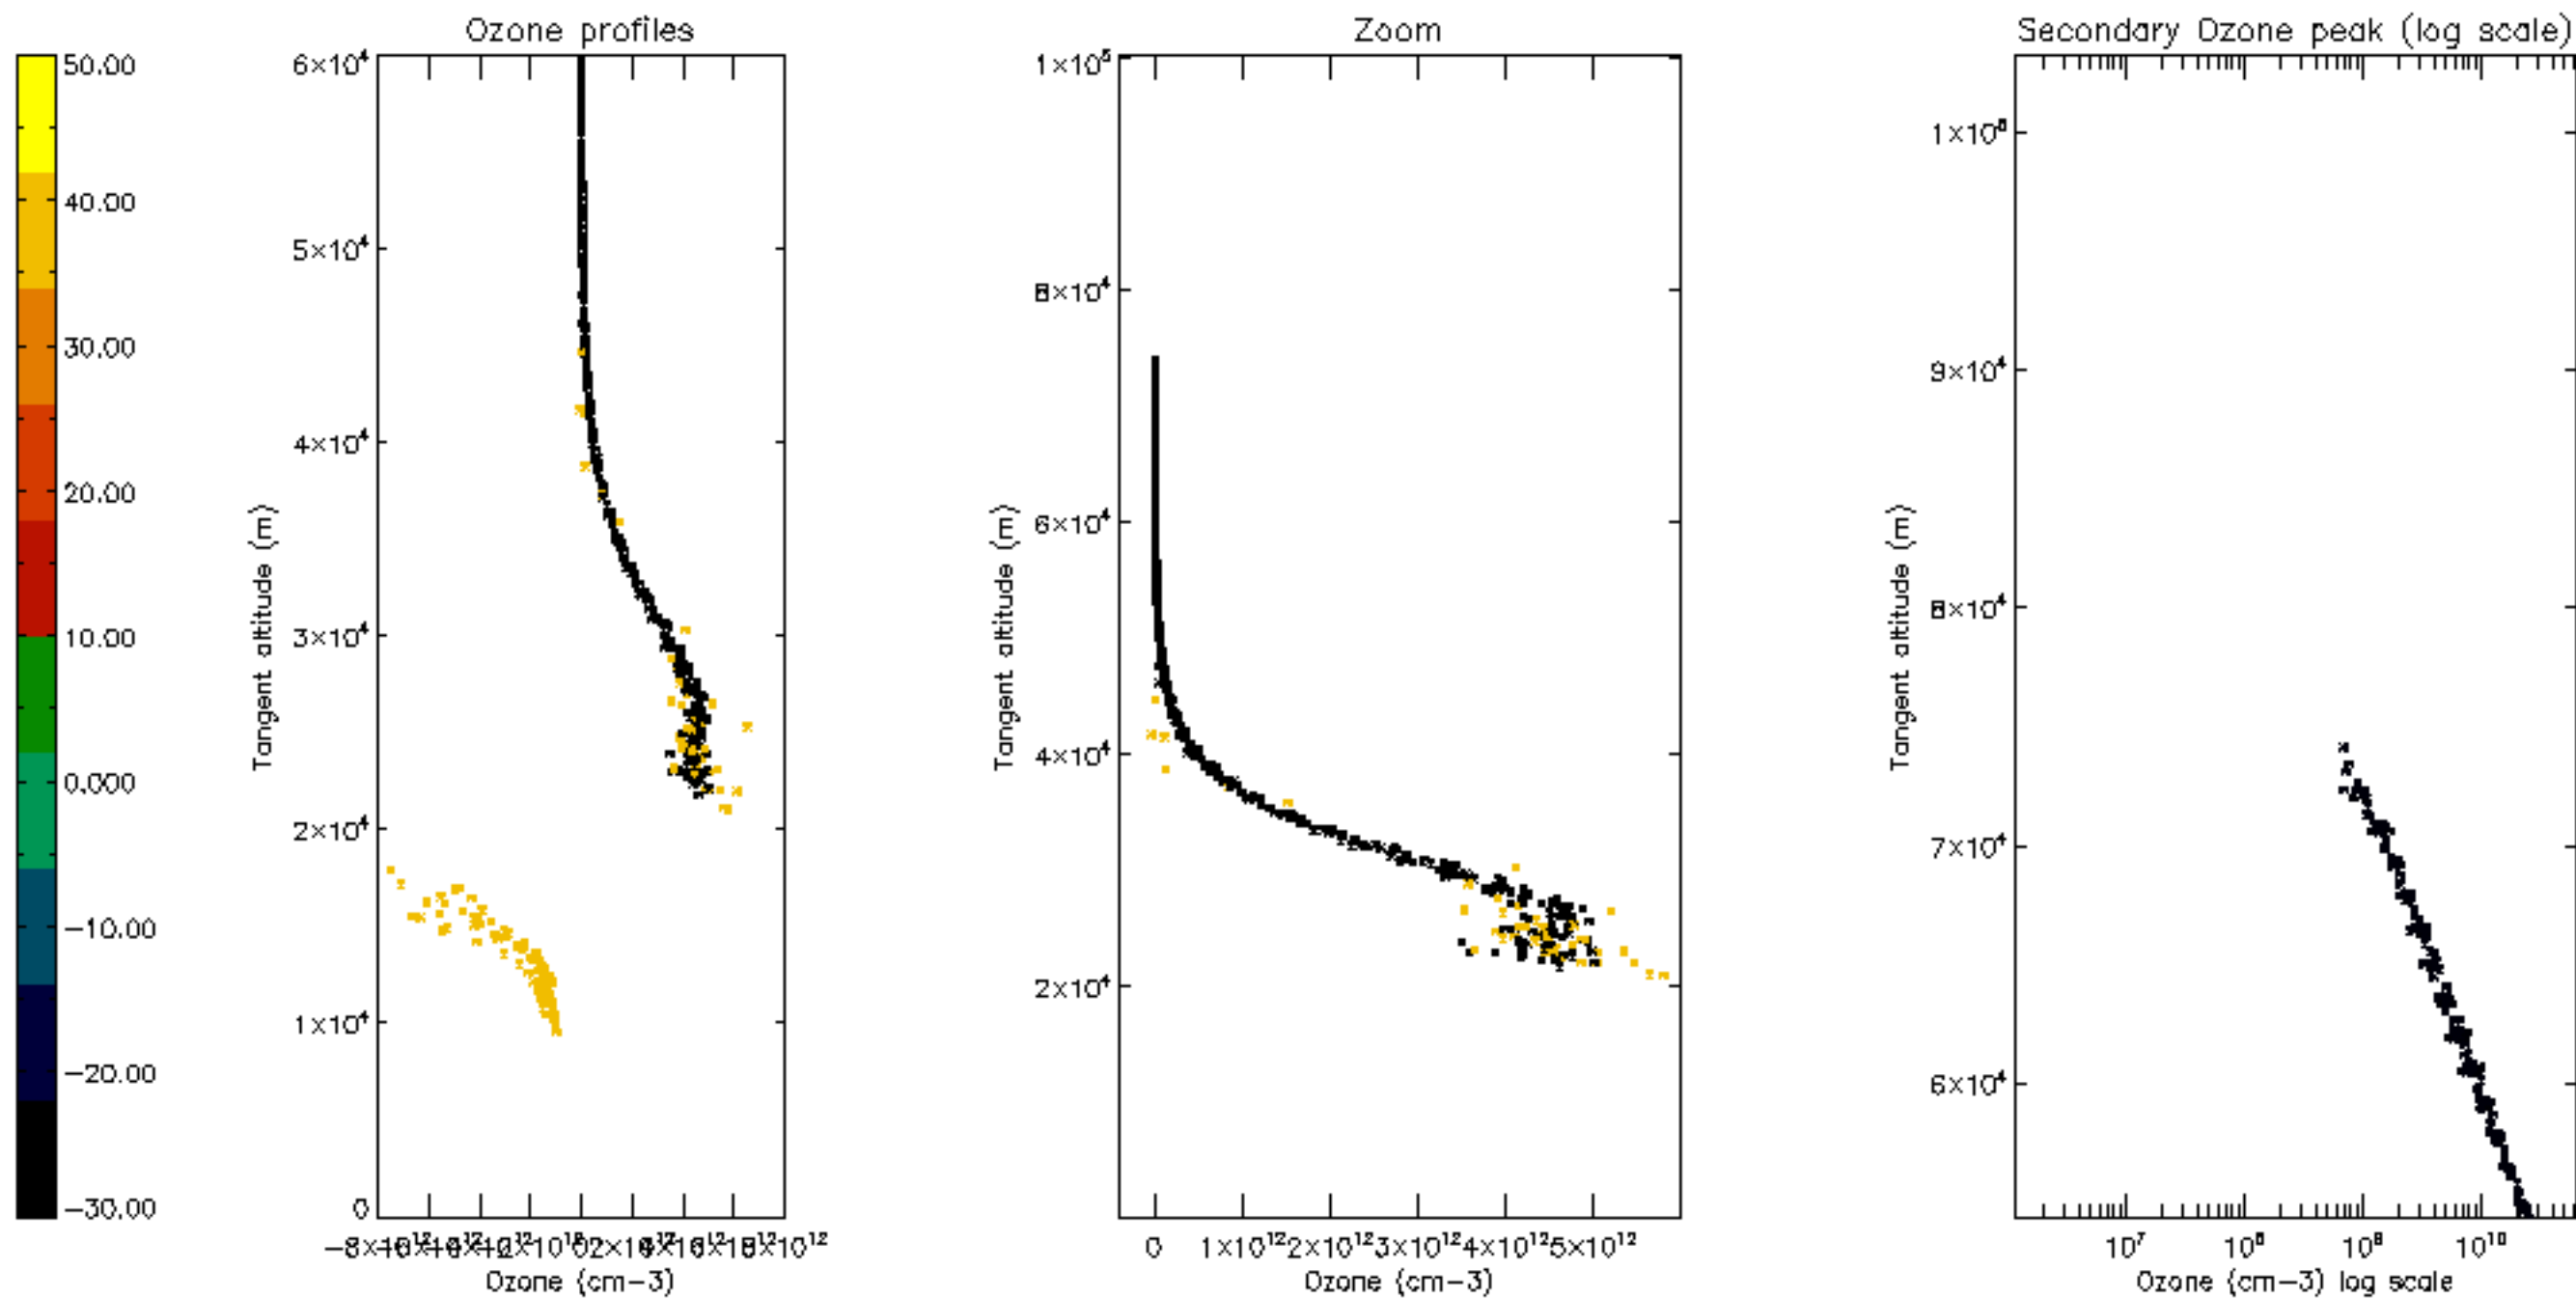 Ozone profiles
Zoom
Secondary Ozone peak (log scale)
50.00
40.00
30.00
20.00
10.00
0.000
−10.00
−20.00
−30.00
6×10⁴
5×10⁴
4×10⁴
3×10⁴
2×10⁴
1×10⁴
0
Tangent altitude (m)
Ozone (cm−3)
1×10⁵
8×10⁴
6×10⁴
4×10⁴
2×10⁴
Tangent altitude (m)
0 1×10¹² 2×10¹² 3×10¹² 4×10¹² 5×10¹²
Ozone (cm−3)
9×10⁴
8×10⁴
7×10⁴
6×10⁴
Tangent altitude (m)
10⁷ 10⁸ 10⁹ 10¹⁰
Ozone (cm−3) log scale